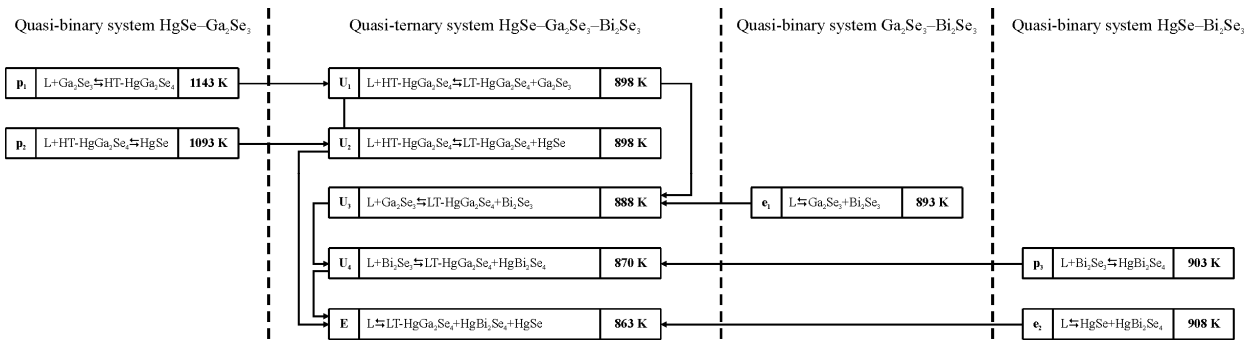 Quasi-binary system HgSe–Ga₂Se₃
Quasi-ternary system HgSe–Ga₂Se₃–Bi₂Se₃
Quasi-binary system Ga₂Se₃–Bi₂Se₃
Quasi-binary system HgSe–Bi₂Se₃
p₁ L+Ga₂Se₃⇆HT-HgGa₂Se₄ 1143 K
U₁ L+HT-HgGa₂Se₄⇆LT-HgGa₂Se₄+Ga₂Se₃ 898 K
p₂ L+HT-HgGa₂Se₄⇆HgSe 1093 K
U₂ L+HT-HgGa₂Se₄⇆LT-HgGa₂Se₄+HgSe 898 K
U₃ L+Ga₂Se₃⇆LT-HgGa₂Se₄+Bi₂Se₃ 888 K
e₁ L⇆Ga₂Se₃+Bi₂Se₃ 893 K
U₄ L+Bi₂Se₃⇆LT-HgGa₂Se₄+HgBi₂Se₄ 870 K
p₃ L+Bi₂Se₃⇆HgBi₂Se₄ 903 K
E L⇆LT-HgGa₂Se₄+HgBi₂Se₄+HgSe 863 K
e₂ L⇆HgSe+HgBi₂Se₄ 908 K